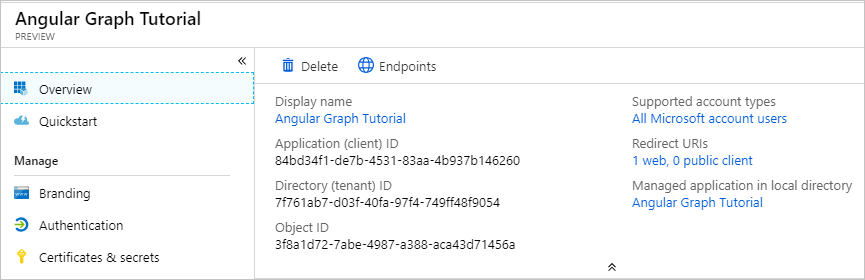 Angular Graph Tutorial
PREVIEW
«
Overview
Quickstart
Manage
Branding
Authentication
Certificates & secrets
Delete
Endpoints
Display name
Angular Graph Tutorial
Application (client) ID
84bd34f1-de7b-4531-83aa-4b937b146260
Directory (tenant) ID
7f761ab7-d03f-40fa-97f4-749ff48f9054
Object ID
3f8a1d72-7abe-4987-a388-aca43d71456a
Supported account types
All Microsoft account users
Redirect URIs
1 web, 0 public client
Managed application in local directory
Angular Graph Tutorial